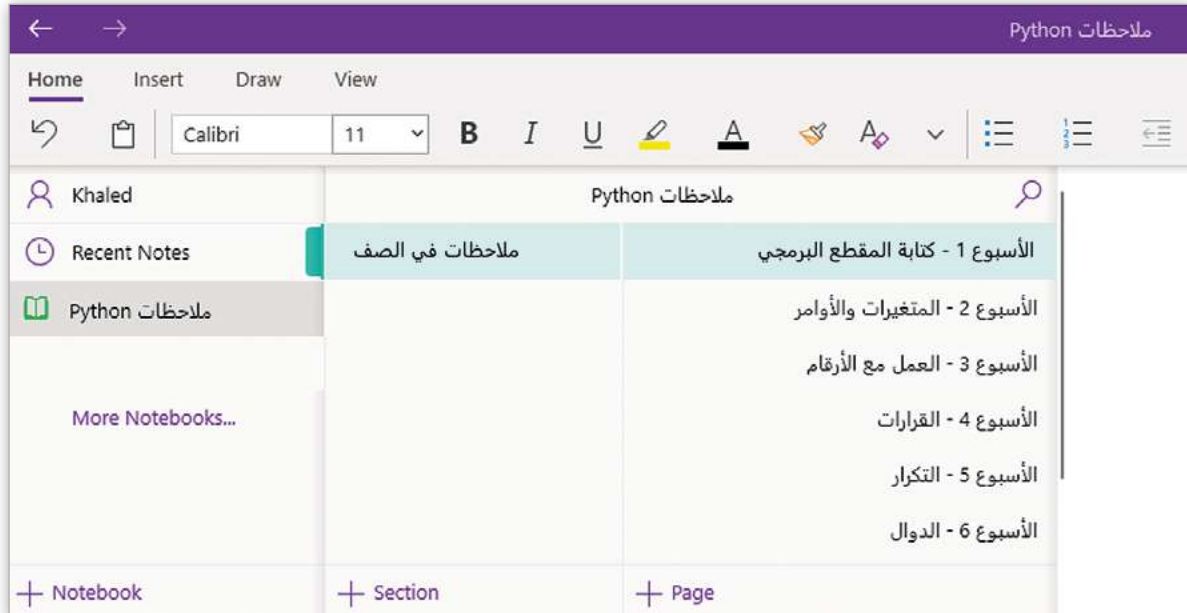 ملاحظات Python
Home Insert Draw View
Calibri 11 B I U A A
Khaled
ملاحظات Python
Recent Notes
ملاحظات في الصف
الأسبوع 1 - كتابة المقطع البرمجي
ملاحظات Python
الأسبوع 2 - المتغيرات والأوامر
الأسبوع 3 - العمل مع الأرقام
More Notebooks...
الأسبوع 4 - القرارات
الأسبوع 5 - التكرار
الأسبوع 6 - الدوال
Notebook
Section
Page